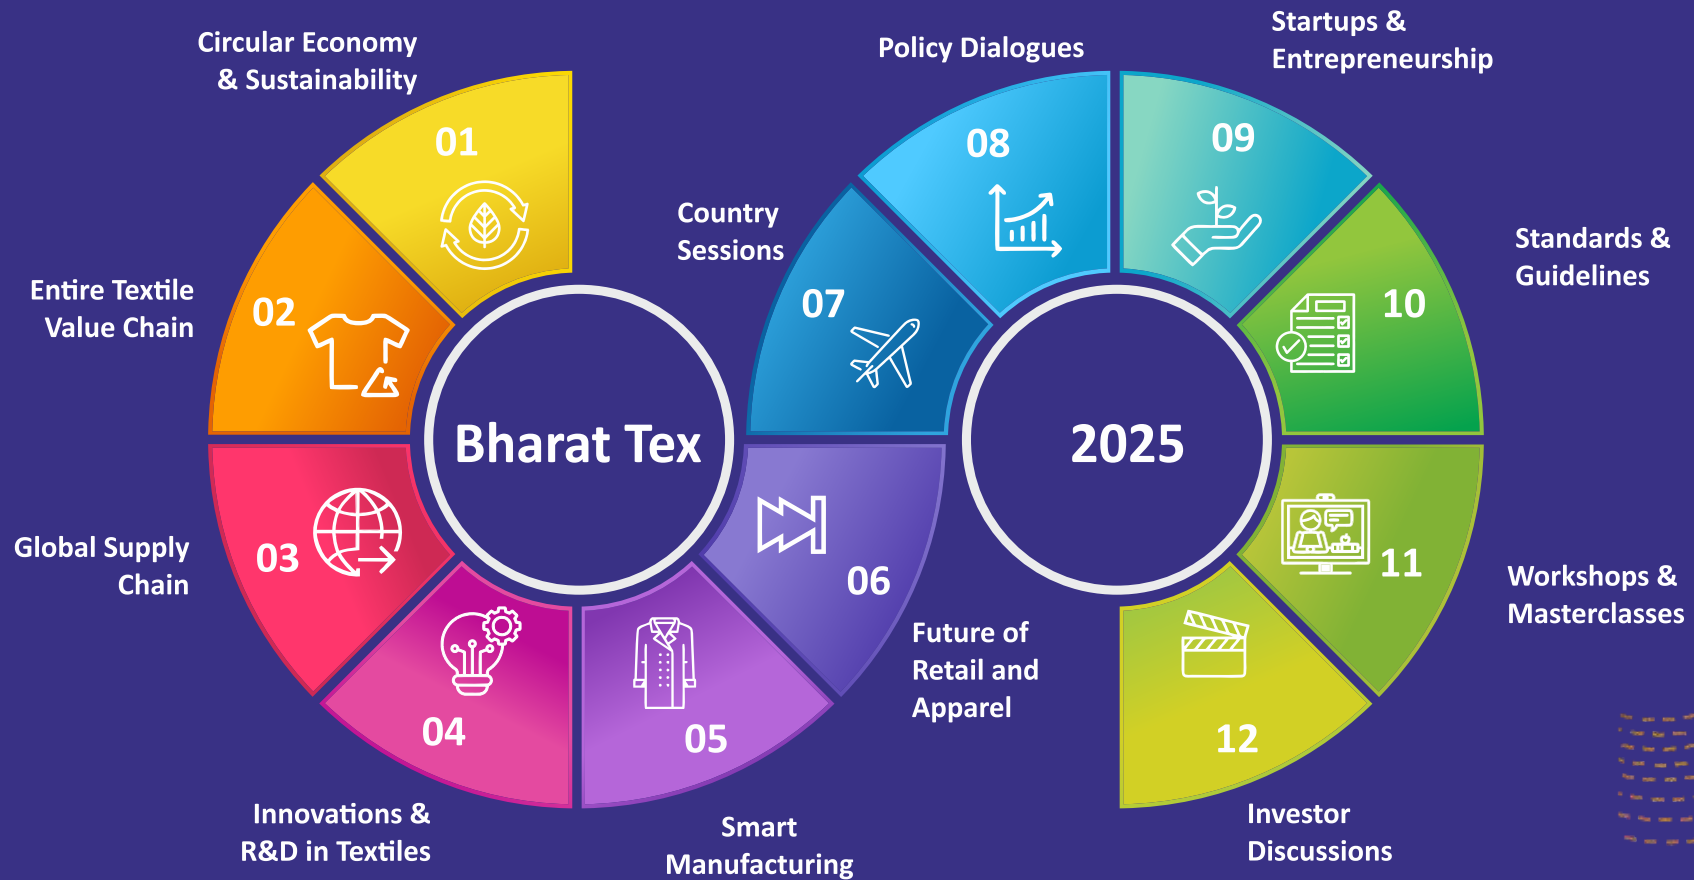 01
Circular Economy
& Sustainability
02
Entire Textile
Value Chain
03
Global Supply
Chain
04
Innovations &
R&D in Textiles
05
Smart
Manufacturing
06
Future of
Retail and
Apparel
07
Country
Sessions
08
Policy Dialogues
09
Startups &
Entrepreneurship
10
Standards &
Guidelines
11
Workshops &
Masterclasses
12
Investor
Discussions
Bharat Tex
2025